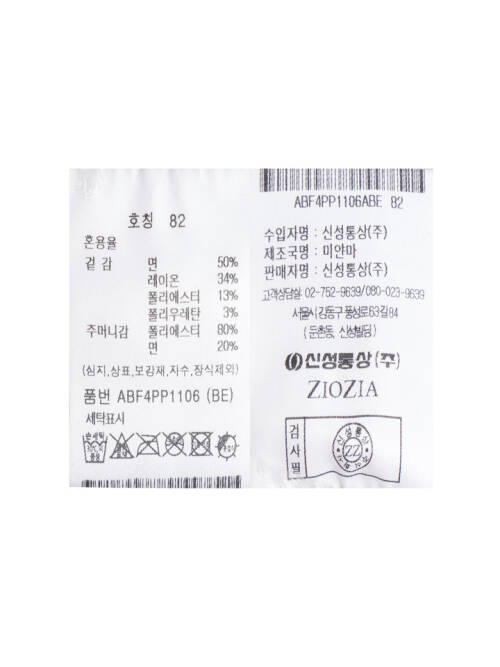 호칭 82
혼용율
겉감 면 50%
레이온 34%
폴리에스터 13%
폴리우레탄 3%
주머니감 폴리에스터 80%
면 20%
(심지,상표,보강재,자수,장식제외)
품번 ABF4PP1106 (BE)
세탁표시
ABF4PP1106ABE 82
수입자명 : 신성통상(주)
제조국명 : 미얀마
판매자명 : 신성통상(주)
고객상담실: 02-752-9639/080-023-9639
서울시 강동구 풍성로63길 84
(둔촌동, 신성빌딩)
신성통상(주)
ZIOZIA
검사필
신성통상
ZZ